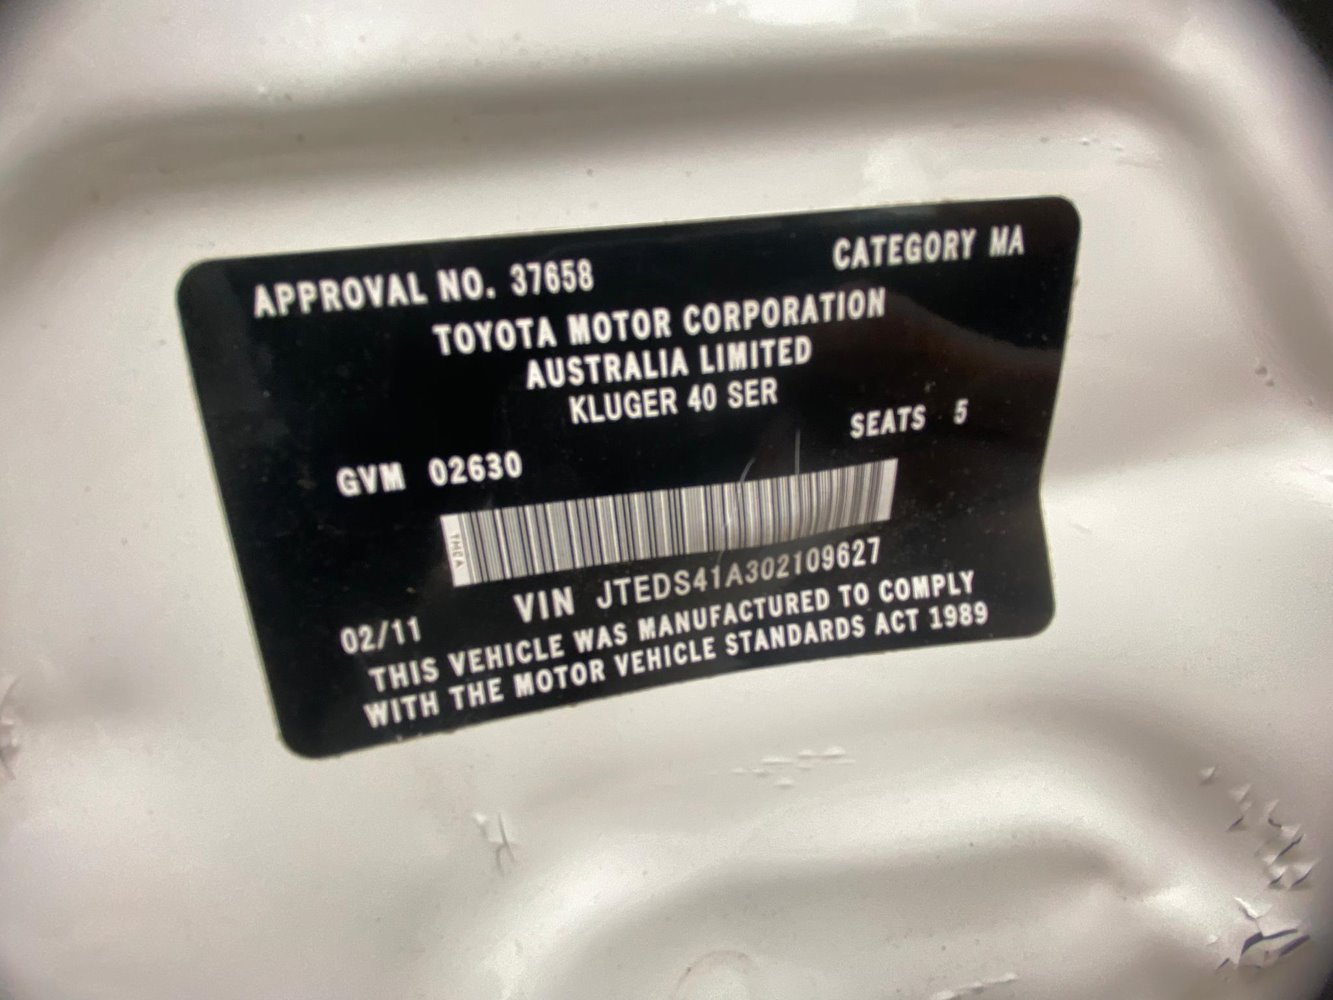 APPROVAL NO. 37658 CATEGORY MA
TOYOTA MOTOR CORPORATION
AUSTRALIA LIMITED
KLUGER 40 SER
SEATS 5
GVM 02630
TMCA
VIN JTEDS41A302109627
02/11
THIS VEHICLE WAS MANUFACTURED TO COMPLY
WITH THE MOTOR VEHICLE STANDARDS ACT 1989